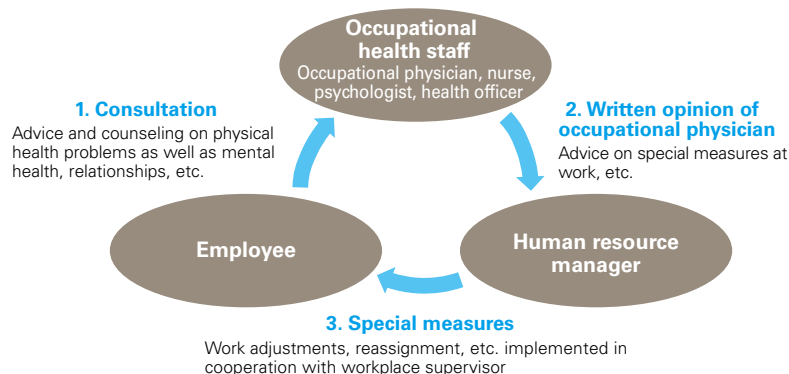 Occupational
health staff
Occupational physician, nurse,
psychologist, health officer
1. Consultation
Advice and counseling on physical
health problems as well as mental
health, relationships, etc.
2. Written opinion of
occupational physician
Advice on special measures at
work, etc.
Employee
Human resource
manager
3. Special measures
Work adjustments, reassignment, etc. implemented in
cooperation with workplace supervisor